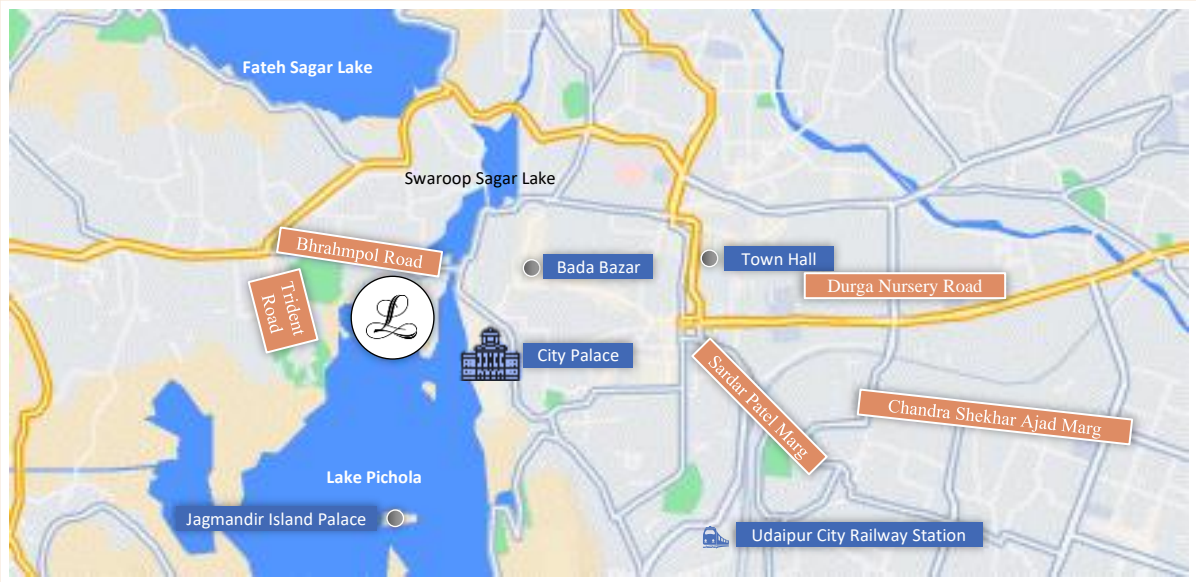 Fateh Sagar Lake
Swaroop Sagar Lake
Bhrahmpol Road
Bada Bazar
Town Hall
Trident
Road
Durga Nursery Road
L
City Palace
Sardar Patel Marg
Chandra Shekhar Ajad Marg
Lake Pichola
Jagmandir Island Palace
Udaipur City Railway Station